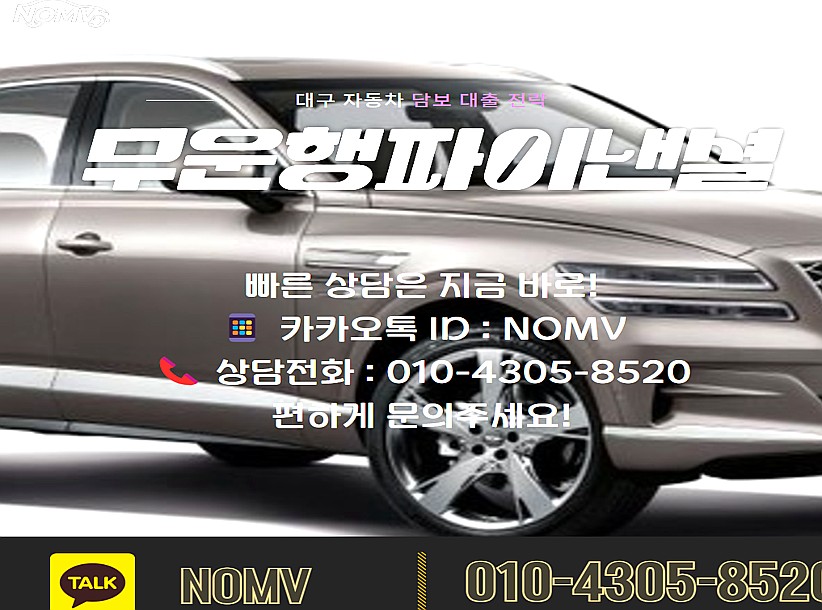 NOMV
대구 자동차 담보 대출 전략
무운행파이낸셜
빠른 상담은 지금 바로!
카카오톡 ID : NOMV
상담전화 : 010-4305-8520
편하게 문의주세요!
TALK NOMV 010-4305-8520